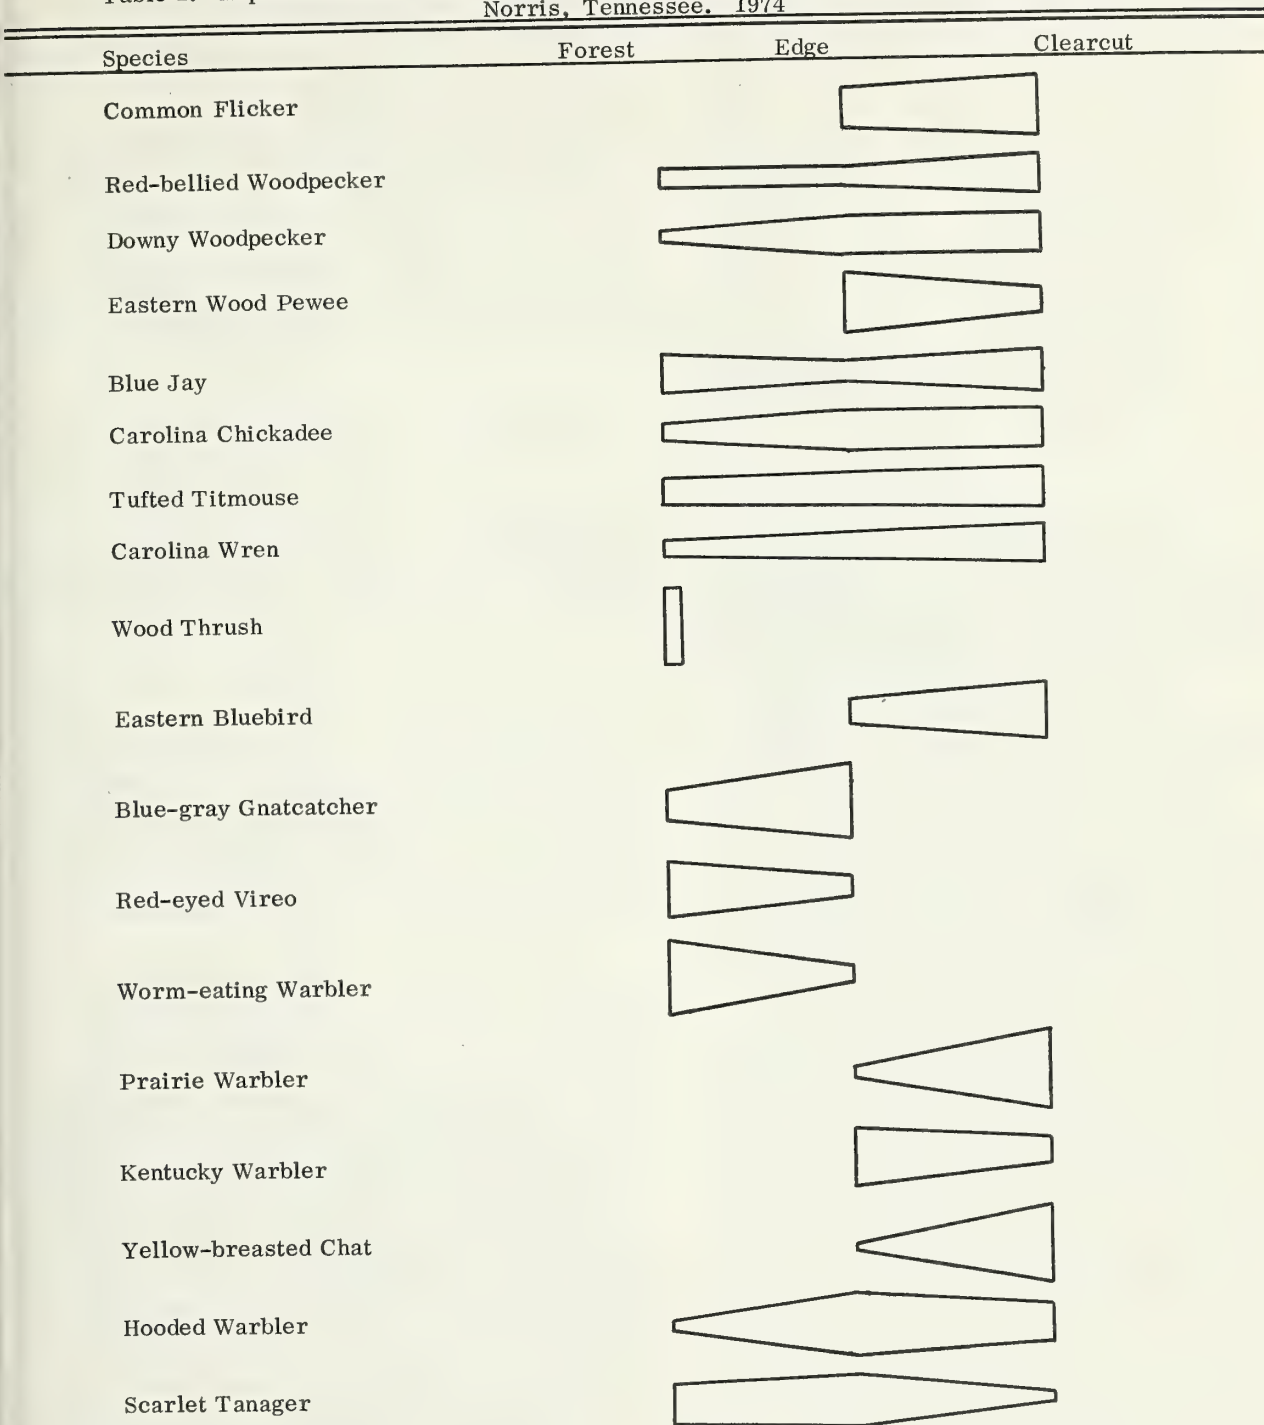 Norris, Tennessee. 1974
Species Forest Edge Clearcut
Common Flicker
Red-bellied Woodpecker
Downy Woodpecker
Eastern Wood Pewee
Blue Jay
Carolina Chickadee
Tufted Titmouse
Carolina Wren
Wood Thrush
Eastern Bluebird
Blue-gray Gnatcatcher
Red-eyed Vireo
Worm-eating Warbler
Prairie Warbler
Kentucky Warbler
Yellow-breasted Chat
Hooded Warbler
Scarlet Tanager